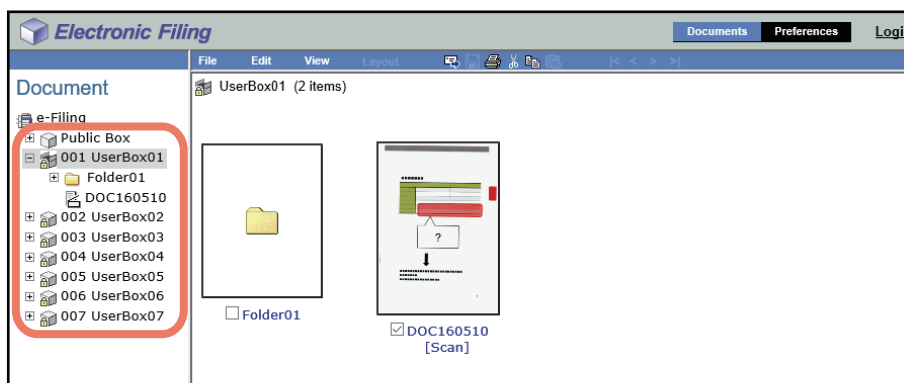 Electronic Filing
Documents Preferences Logi
File Edit View Layout |< < > >|
Document
UserBox01 (2 items)
e-Filing
Public Box
001 UserBox01
Folder01
DOC160510
002 UserBox02
003 UserBox03
004 UserBox04
005 UserBox05
006 UserBox06
007 UserBox07
?
Folder01
DOC160510
[Scan]